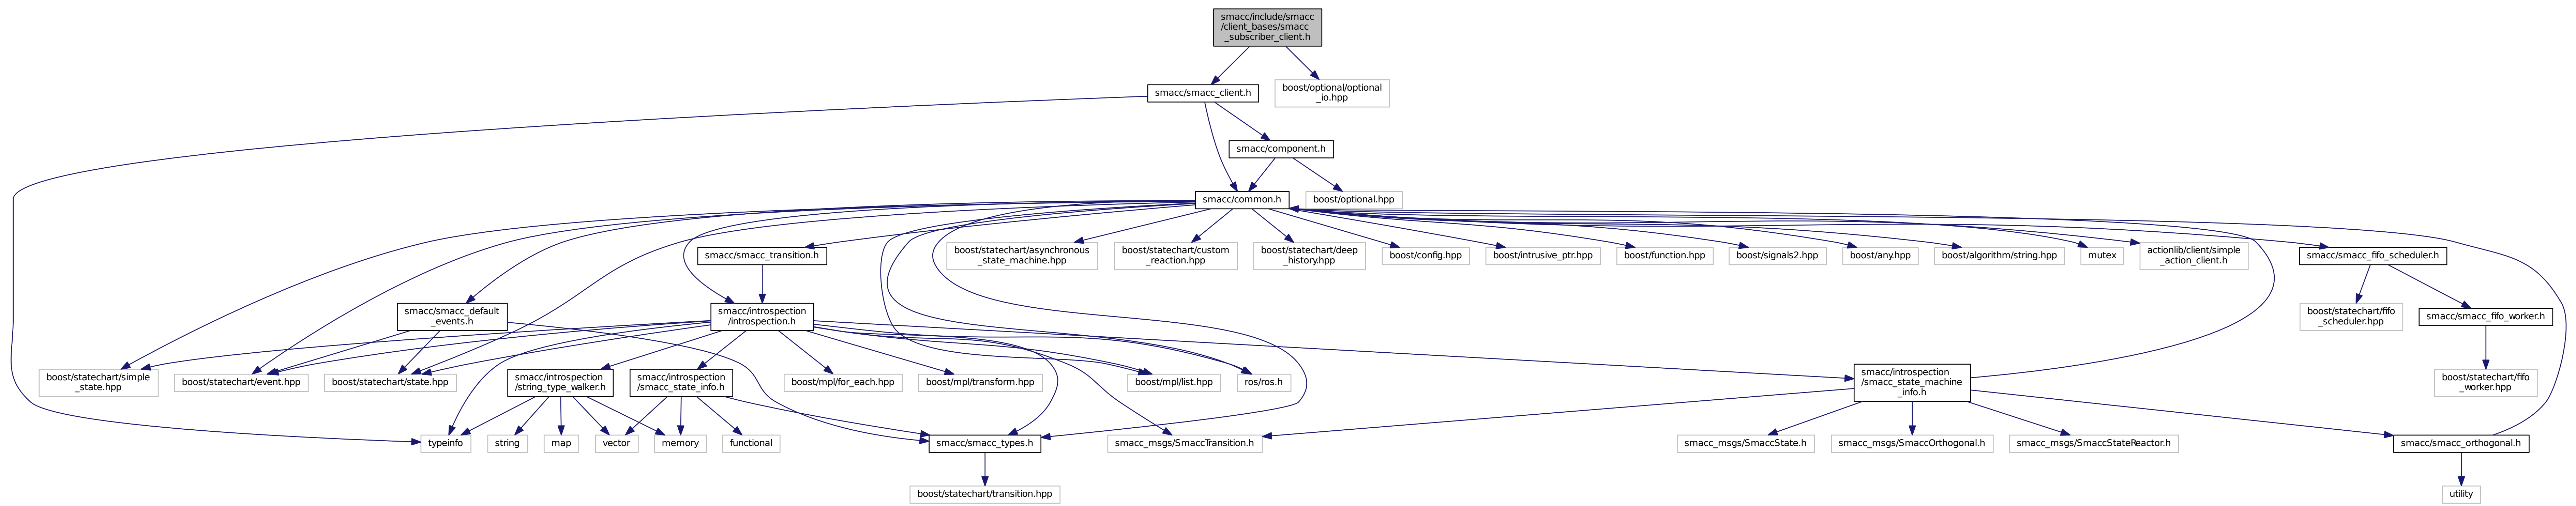 smacc/include/smacc
/client_bases/smacc
_subscriber_client.h
smacc/smacc_client.h
boost/optional/optional
_io.hpp
smacc/component.h
smacc/common.h
boost/optional.hpp
smacc/smacc_transition.h
boost/statechart/asynchronous
_state_machine.hpp
boost/statechart/custom
_reaction.hpp
boost/statechart/deep
_history.hpp
boost/config.hpp
boost/intrusive_ptr.hpp
boost/function.hpp
boost/signals2.hpp
boost/any.hpp
boost/algorithm/string.hpp
mutex
actionlib/client/simple
_action_client.h
smacc/smacc_fifo_scheduler.h
smacc/smacc_default
_events.h
smacc/introspection
/introspection.h
boost/statechart/fifo
_scheduler.hpp
smacc/smacc_fifo_worker.h
boost/statechart/simple
_state.hpp
boost/statechart/event.hpp
boost/statechart/state.hpp
smacc/introspection
/string_type_walker.h
smacc/introspection
/smacc_state_info.h
boost/mpl/for_each.hpp
boost/mpl/transform.hpp
boost/mpl/list.hpp
ros/ros.h
smacc/introspection
/smacc_state_machine
_info.h
boost/statechart/fifo
_worker.hpp
typeinfo
string
map
vector
memory
functional
smacc/smacc_types.h
smacc_msgs/SmaccTransition.h
smacc_msgs/SmaccState.h
smacc_msgs/SmaccOrthogonal.h
smacc_msgs/SmaccStateReactor.h
smacc/smacc_orthogonal.h
boost/statechart/transition.hpp
utility